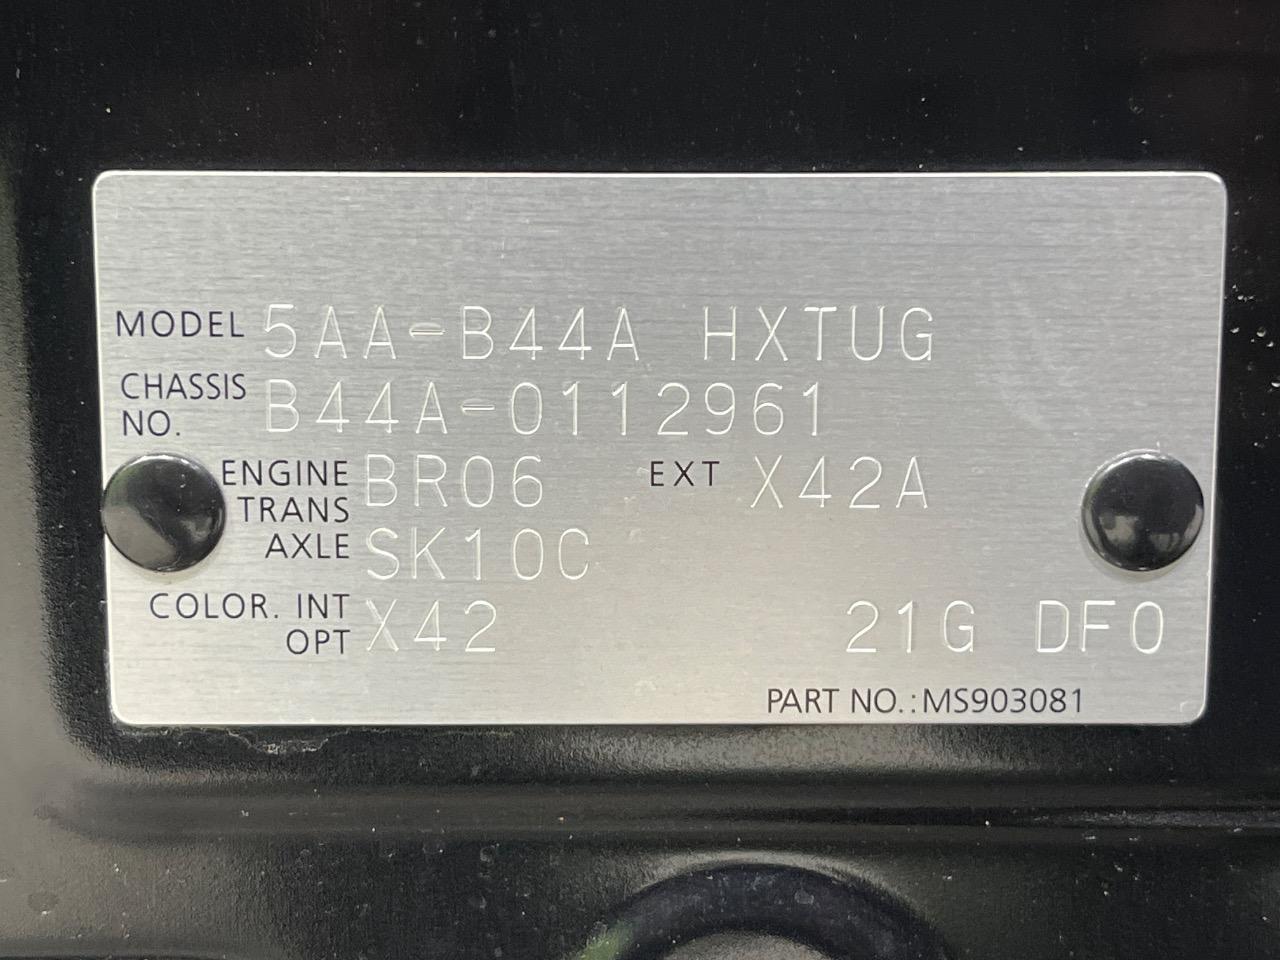 MODEL 5AA-B44A HXTUG
CHASSIS NO. B44A-0112961
ENGINE BR06 EXT X42A
TRANS AXLE SK10C
COLOR. INT OPT X42 21G DF0
PART NO.:MS903081